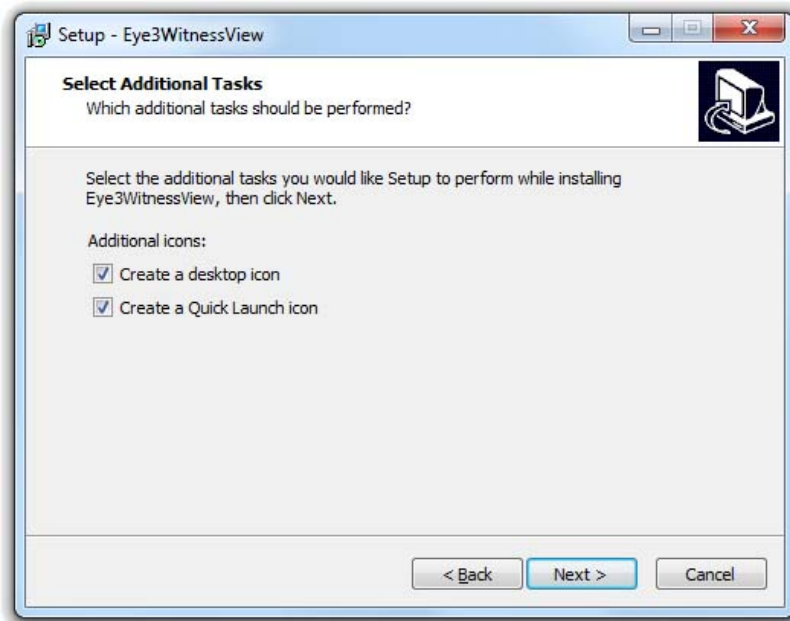 Setup - Eye3WitnessView
Select Additional Tasks
Which additional tasks should be performed?
Select the additional tasks you would like Setup to perform while installing
Eye3WitnessView, then click Next.
Additional icons:
Create a desktop icon
Create a Quick Launch icon
< Back Next > Cancel